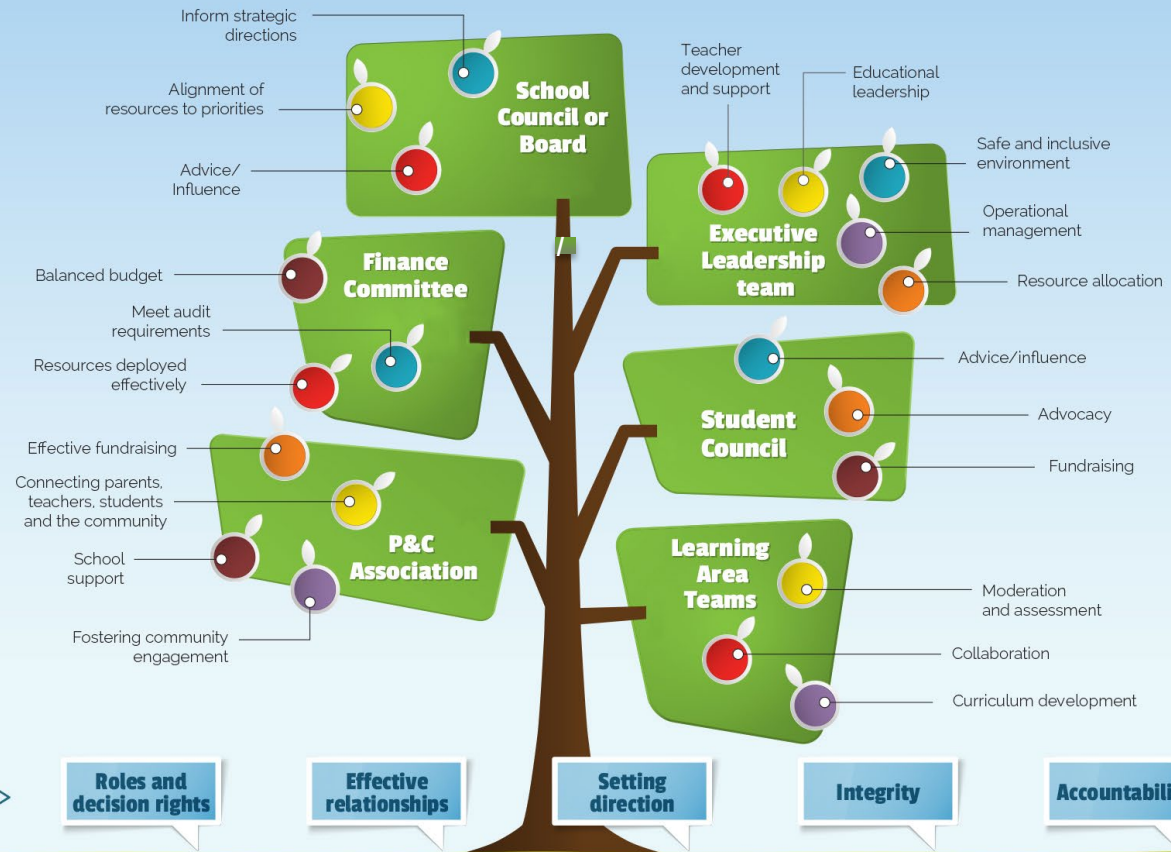 Inform strategic
directions
Alignment of
resources to priorities
Advice/
Influence
School
Council or
Board
Teacher
development
and support
Educational
leadership
Safe and inclusive
environment
Operational
management
Resource allocation
Executive
Leadership
team
Balanced budget
Meet audit
requirements
Resources deployed
effectively
Finance
Committee
Advice/influence
Advocacy
Fundraising
Student
Council
Effective fundraising
Connecting parents,
teachers, students
and the community
School
support
Fostering community
engagement
P&C
Association
Learning
Area
Teams
Moderation
and assessment
Collaboration
Curriculum development
Roles and
decision rights
Effective
relationships
Setting
direction
Integrity
Accountabili